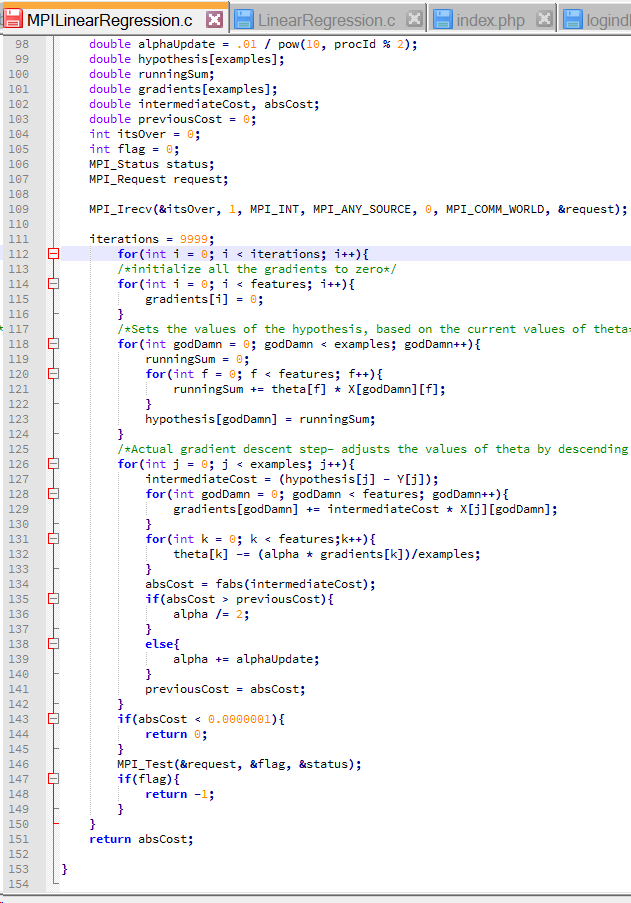 MPILinearRegression.c LinearRegression.c index.php logindl
98 double alphaUpdate = .01 / pow(10, procId % 2);
99 double hypothesis[examples];
100 double runningSum;
101 double gradients[examples];
102 double intermediateCost, absCost;
103 double previousCost = 0;
104 int itsOver = 0;
105 int flag = 0;
106 MPI_Status status;
107 MPI_Request request;
108
109 MPI_Irecv(&itsOver, 1, MPI_INT, MPI_ANY_SOURCE, 0, MPI_COMM_WORLD, &request);
110
111 iterations = 9999;
112 for(int i = 0; i < iterations; i++){
113 /*initialize all the gradients to zero*/
114 for(int i = 0; i < features; i++){
115 gradients[i] = 0;
116 }
117 /*Sets the values of the hypothesis, based on the current values of theta*
118 for(int godDamn = 0; godDamn < examples; godDamn++){
119 runningSum = 0;
120 for(int f = 0; f < features; f++){
121 runningSum += theta[f] * X[godDamn][f];
122 }
123 hypothesis[godDamn] = runningSum;
124 }
125 /*Actual gradient descent step- adjusts the values of theta by descending
126 for(int j = 0; j < examples; j++){
127 intermediateCost = (hypothesis[j] - Y[j]);
128 for(int godDamn = 0; godDamn < features; godDamn++){
129 gradients[godDamn] += intermediateCost * X[j][godDamn];
130 }
131 for(int k = 0; k < features;k++){
132 theta[k] -= (alpha * gradients[k])/examples;
133 }
134 absCost = fabs(intermediateCost);
135 if(absCost > previousCost){
136 alpha /= 2;
137 }
138 else{
139 alpha += alphaUpdate;
140 }
141 previousCost = absCost;
142 }
143 if(absCost < 0.0000001){
144 return 0;
145 }
146 MPI_Test(&request, &flag, &status);
147 if(flag){
148 return -1;
149 }
150 }
151 return absCost;
152
153 }
154